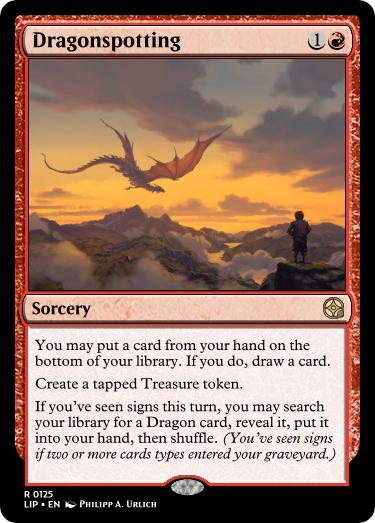 Dragonspotting
1
Sorcery
You may put a card from your hand on the
bottom of your library. If you do, draw a card.
Create a tapped Treasure token.
If you've seen signs this turn, you may search
your library for a Dragon card, reveal it, put it
into your hand, then shuffle. (You've seen signs
if two or more cards types entered your graveyard.)
R 0125
LIP • EN Philipp A. Urlich